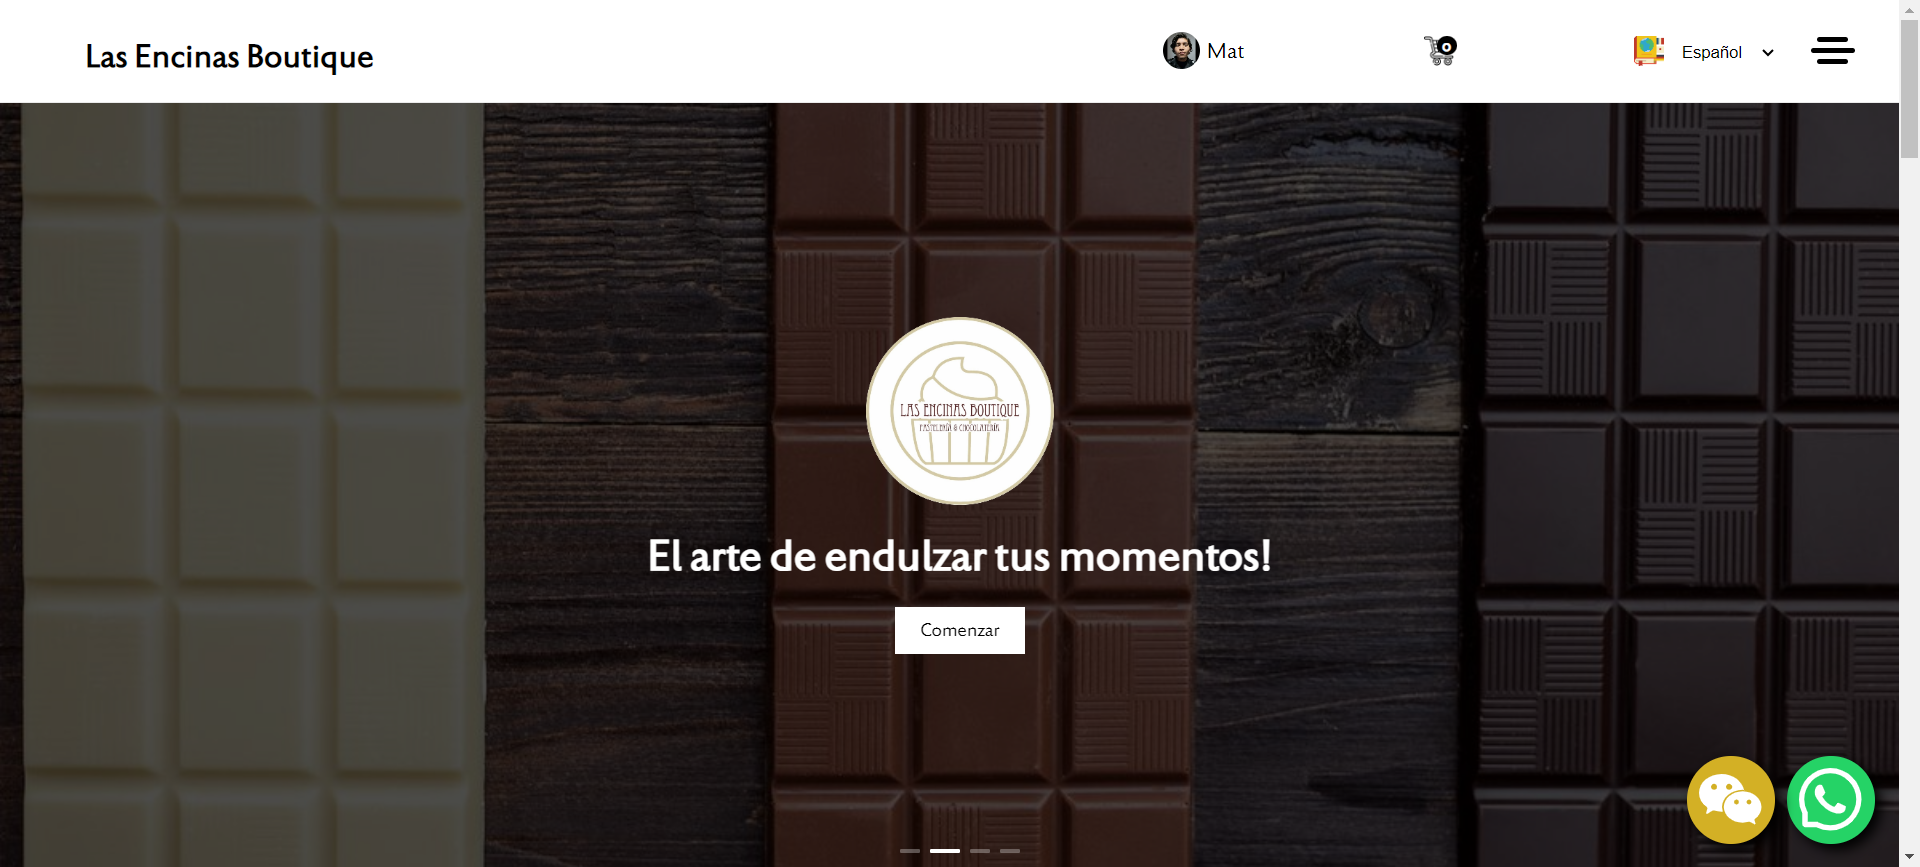 Las Encinas Boutique
Mat
0
Español
LAS ENCINAS BOUTIQUE
PASTELERÍA & CHOCOLATERÍA
El arte de endulzar tus momentos!
Comenzar